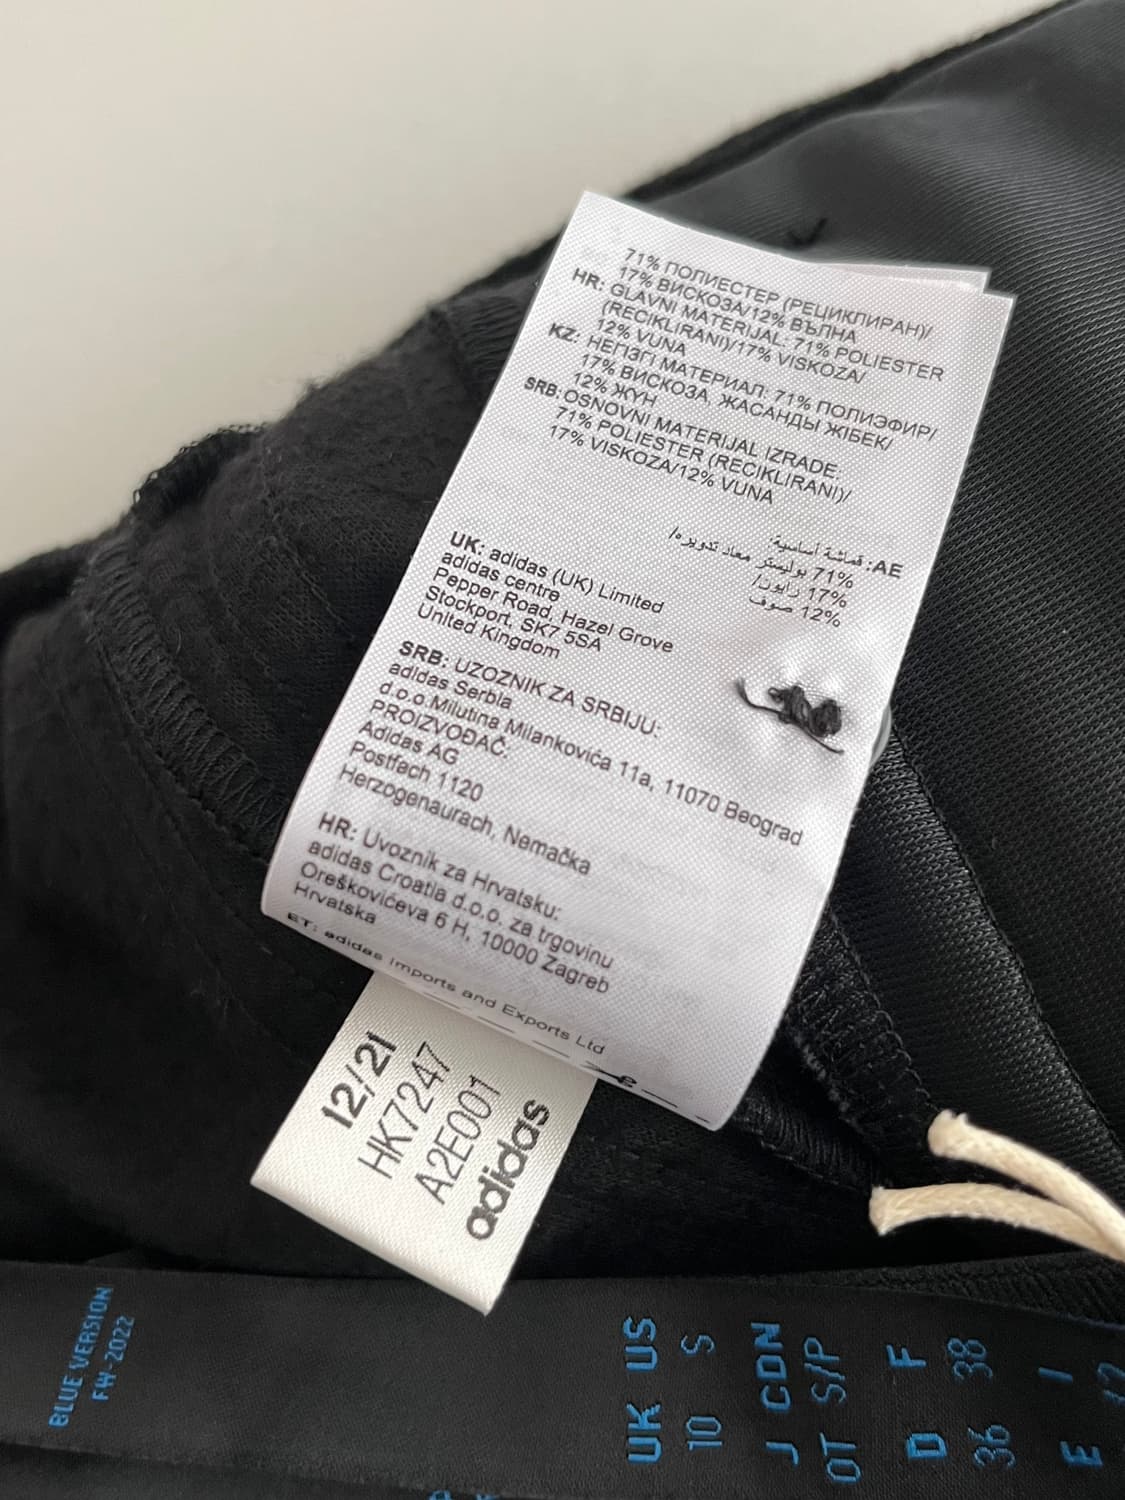 71% ПОЛИЕСТЕР (РЕЦИКЛИРАН)/
17% ВИСКОЗА/12% ВЪЛНА
HR: GLAVNI MATERIJAL: 71% POLIESTER
(RECIKLIRANI)/17% VISKOZA/
12% VUNA
KZ: НЕГІЗГІ МАТЕРИАЛ: 71% ПОЛИЭФИР/
17% ВИСКОЗА, ЖАСАНДЫ ЖІБЕК/
12% ЖҮН
SRB: OSNOVNI MATERIJAL IZRADE:
71% POLIESTER (RECIKLIRANI)/
17% VISKOZA/12% VUNA
AE: قماشة أساسية:
71% بوليستر معاد تدويره/
17% رايون/
12% صوف
UK: adidas (UK) Limited
adidas centre
Pepper Road, Hazel Grove
Stockport, SK7 5SA
United Kingdom
SRB: UZOZNIK ZA SRBIJU:
adidas Serbia
d.o.o Milutina Milankovića 11a, 11070 Beograd
PROIZVOĐAČ:
Adidas AG
Postfach 1120
Herzogenaurach, Nemačka
HR: Uvoznik za Hrvatsku:
adidas Croatia d.o.o. za trgovinu
Oreškovićeva 6 H, 10000 Zagreb
Hrvatska
ET: adidas Imports and Exports Ltd
12/21
HK7247
A2E001
adidas
BLUE VERSION
FW-2022
UK US
10 S
J CDN
OT S/P
D F
36 38
E I